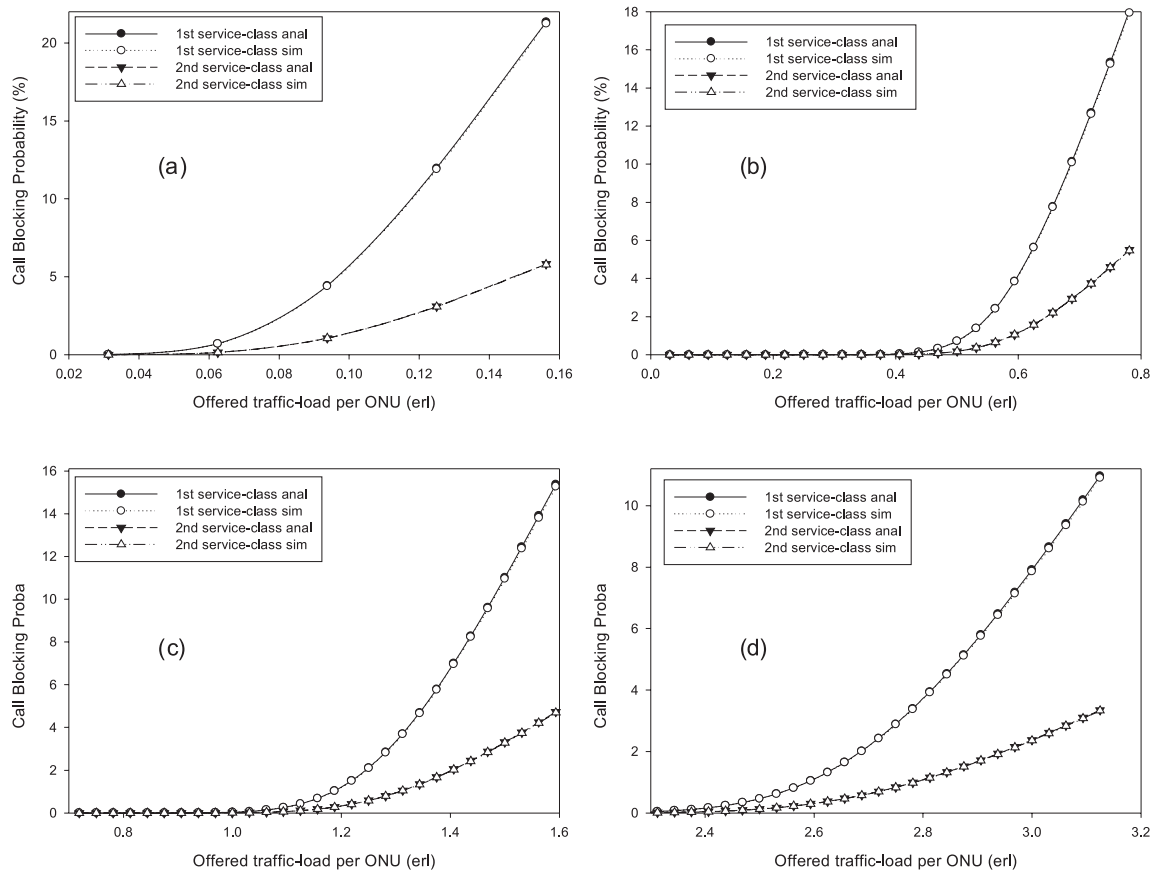 1st service-class anal
1st service-class sim
2nd service-class anal
2nd service-class sim
(a)
Call Blocking Probability (%)
20
15
10
5
0
0.02 0.04 0.06 0.08 0.10 0.12 0.14 0.16
Offered traffic-load per ONU (erl)
1st service-class anal
1st service-class sim
2nd service-class anal
2nd service-class sim
(b)
Call Blocking Probability (%)
18
16
14
12
10
8
6
4
2
0
0.0 0.2 0.4 0.6 0.8
Offered traffic-load per ONU (erl)
1st service-class anal
1st service-class sim
2nd service-class anal
2nd service-class sim
(c)
Call Blocking Proba
16
14
12
10
8
6
4
2
0
0.8 1.0 1.2 1.4 1.6
Offered traffic-load per ONU (erl)
1st service-class anal
1st service-class sim
2nd service-class anal
2nd service-class sim
(d)
Call Blocking Proba
10
8
6
4
2
0
2.4 2.6 2.8 3.0 3.2
Offered traffic-load per ONU (erl)